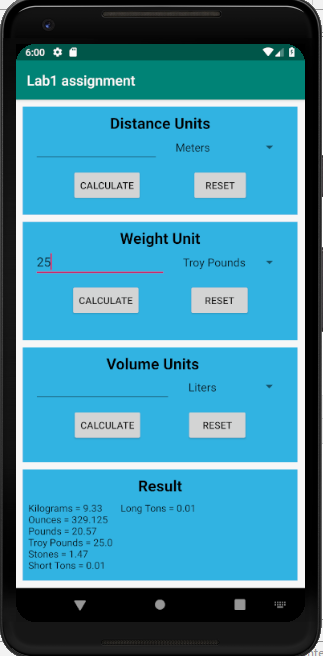 6:00
Lab1 assignment
Distance Units
Meters
CALCULATE RESET
Weight Unit
25 Troy Pounds
CALCULATE RESET
Volume Units
Liters
CALCULATE RESET
Result
Kilograms = 9.33 Long Tons = 0.01
Ounces = 329.125
Pounds = 20.57
Troy Pounds = 25.0
Stones = 1.47
Short Tons = 0.01